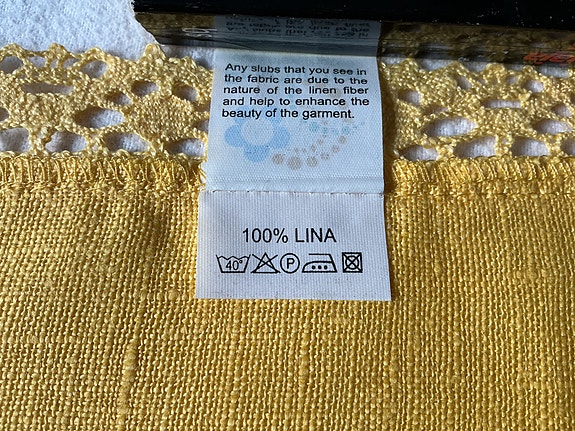 Any slubs that you see in
the fabric are due to the
nature of the linen fiber
and help to enhance the
beauty of the garment.
100% LINA
40° P